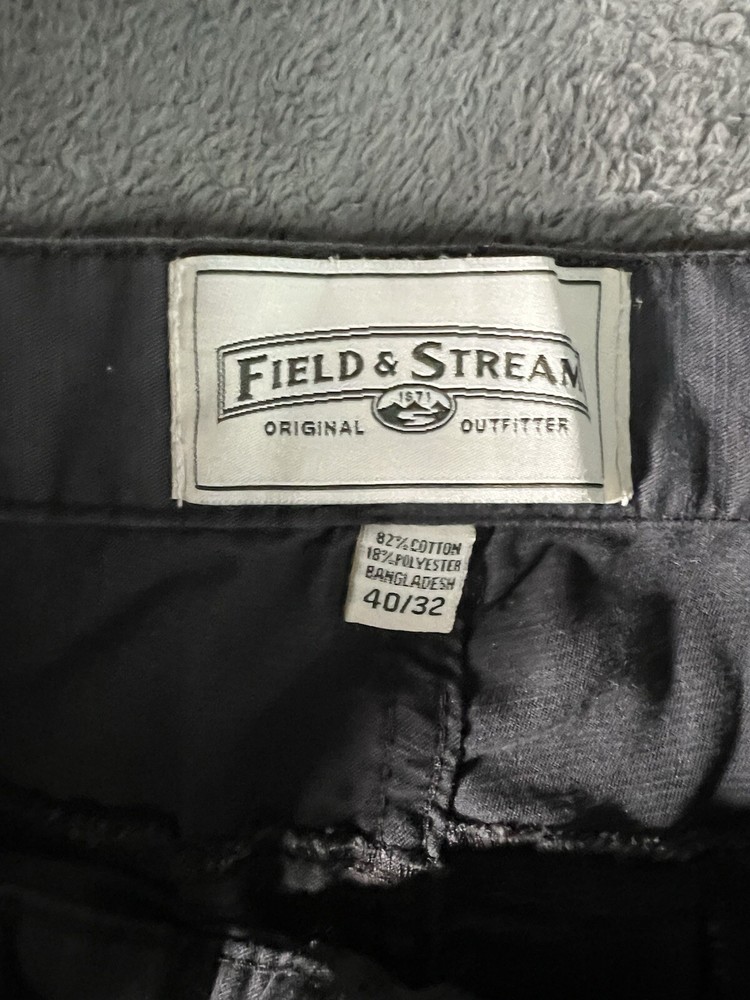 FIELD & STREAM
1871
ORIGINAL OUTFITTER
82% COTTON
18% POLYESTER
BANGLADESH
40/32